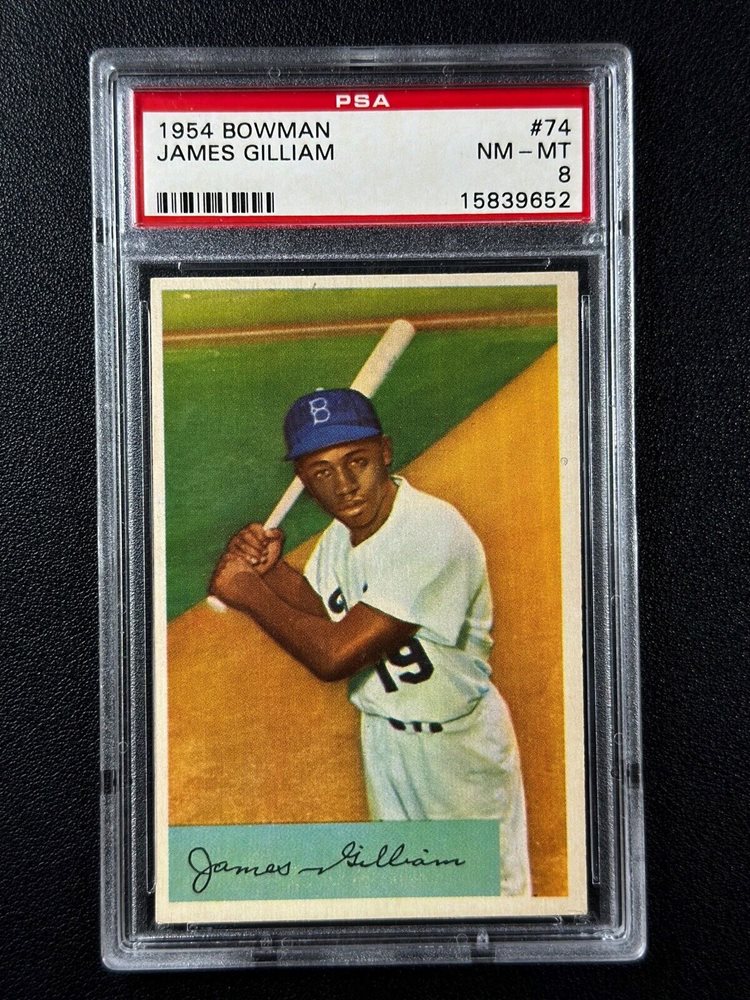 PSA
1954 BOWMAN #74
JAMES GILLIAM NM-MT
8
15839652
B
19
James Gilliam